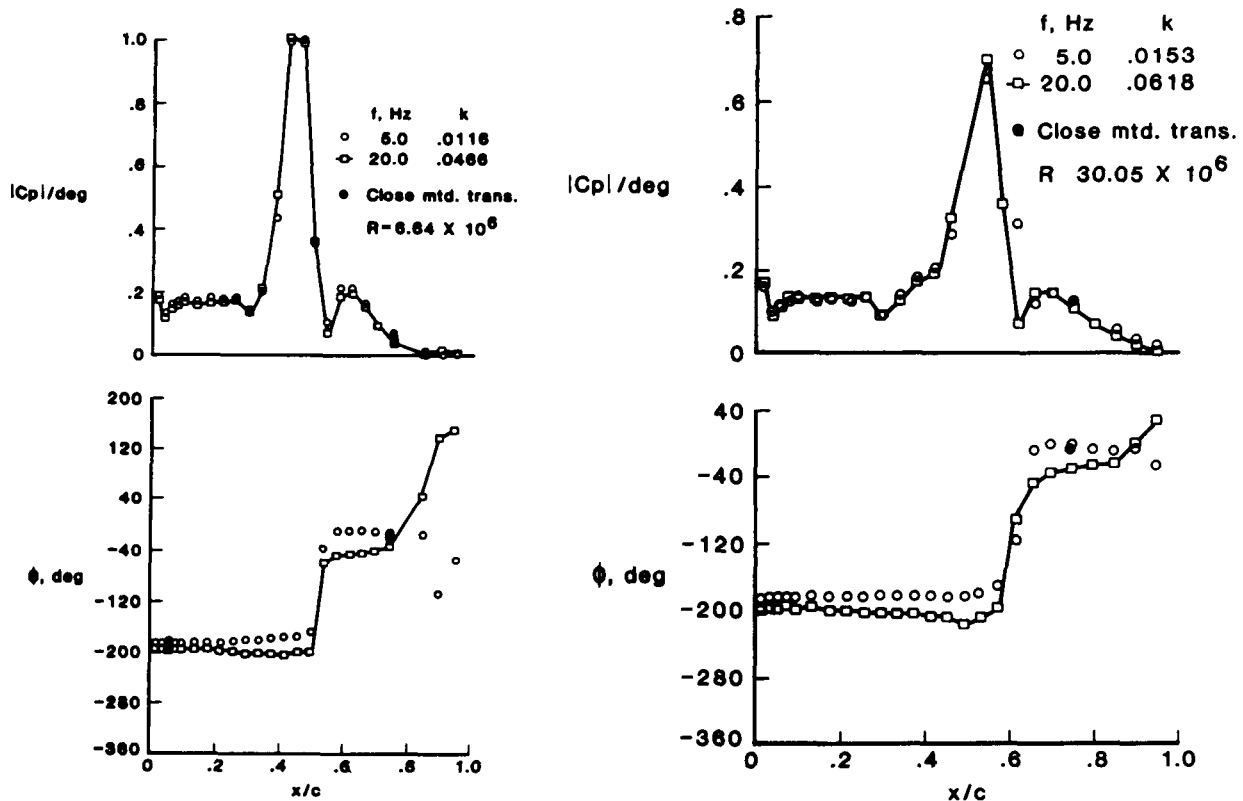 1.0
.8
.6
.4
.2
0
|Cp|/deg
f, Hz k
5.0 .0116
20.0 .0466
Close mtd. trans.
R=6.64 X 10⁶
200
120
40
-40
-120
-200
-280
-360
ϕ, deg
0 .2 .4 .6 .8 1.0
x/c
.8
.6
.4
.2
0
|Cp|/deg
f, Hz k
5.0 .0153
20.0 .0618
Close mtd. trans.
R 30.05 X 10⁶
40
-40
-120
-200
-280
-360
ϕ, deg
0 .2 .4 .6 .8 1.0
x/c